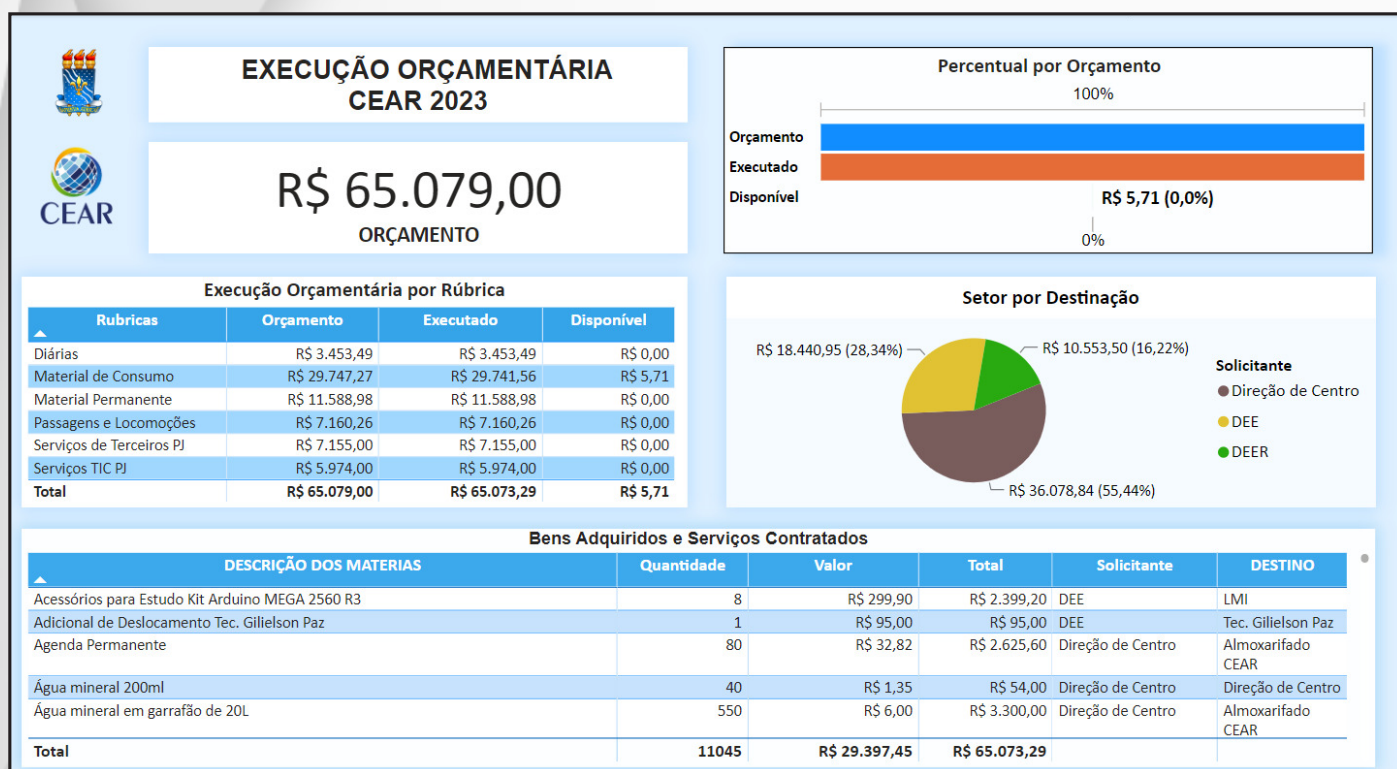 EXECUÇÃO ORÇAMENTÁRIA
CEAR 2023
CEAR
R$ 65.079,00
ORÇAMENTO
Percentual por Orçamento
100%
Orçamento
Executado
Disponível R$ 5,71 (0,0%)
0%
Execução Orçamentária por Rúbrica
Rubricas Orçamento Executado Disponível
Diárias R$ 3.453,49 R$ 3.453,49 R$ 0,00
Material de Consumo R$ 29.747,27 R$ 29.741,56 R$ 5,71
Material Permanente R$ 11.588,98 R$ 11.588,98 R$ 0,00
Passagens e Locomoções R$ 7.160,26 R$ 7.160,26 R$ 0,00
Serviços de Terceiros PJ R$ 7.155,00 R$ 7.155,00 R$ 0,00
Serviços TIC PJ R$ 5.974,00 R$ 5.974,00 R$ 0,00
Total R$ 65.079,00 R$ 65.073,29 R$ 5,71
Setor por Destinação
R$ 18.440,95 (28,34%)
R$ 10.553,50 (16,22%)
R$ 36.078,84 (55,44%)
Solicitante
Direção de Centro
DEE
DEER
Bens Adquiridos e Serviços Contratados
DESCRIÇÃO DOS MATERIAS Quantidade Valor Total Solicitante DESTINO
Acessórios para Estudo Kit Arduino MEGA 2560 R3 8 R$ 299,90 R$ 2.399,20 DEE LMI
Adicional de Deslocamento Tec. Gilielson Paz 1 R$ 95,00 R$ 95,00 DEE Tec. Gilielson Paz
Agenda Permanente 80 R$ 32,82 R$ 2.625,60 Direção de Centro Almoxarifado
CEAR
Água mineral 200ml 40 R$ 1,35 R$ 54,00 Direção de Centro Direção de Centro
Água mineral em garrafão de 20L 550 R$ 6,00 R$ 3.300,00 Direção de Centro Almoxarifado
CEAR
Total 11045 R$ 29.397,45 R$ 65.073,29